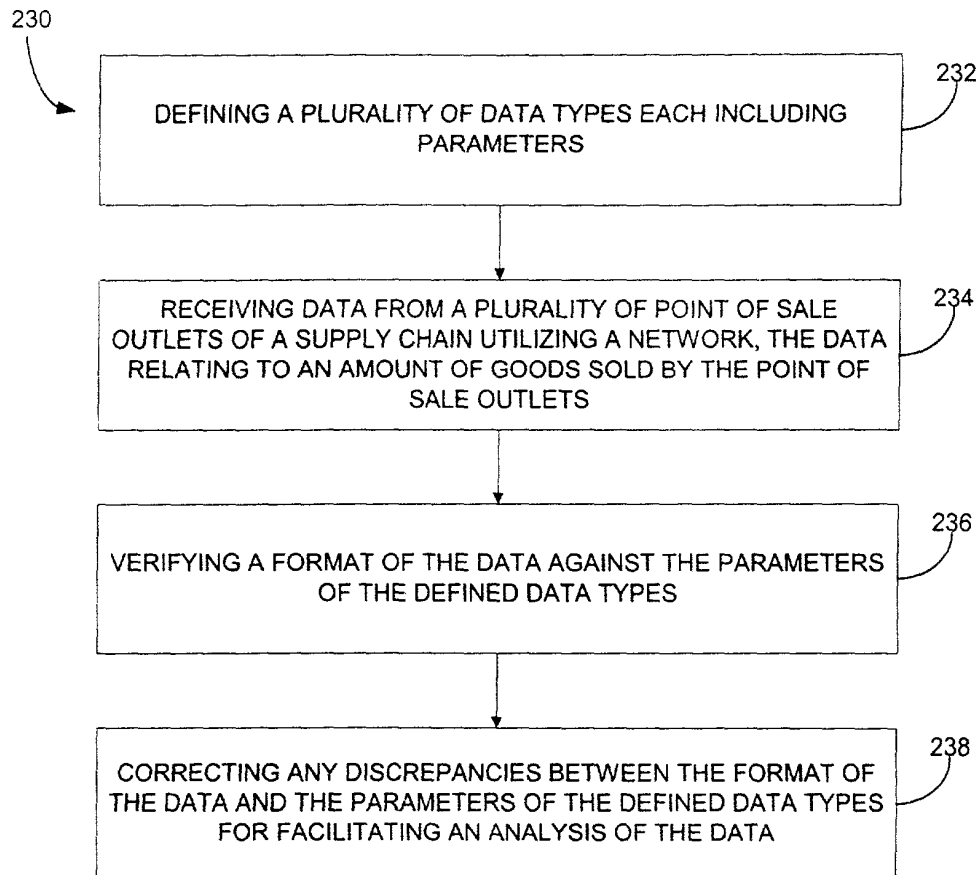 230
232
DEFINING A PLURALITY OF DATA TYPES EACH INCLUDING
PARAMETERS
234
RECEIVING DATA FROM A PLURALITY OF POINT OF SALE
OUTLETS OF A SUPPLY CHAIN UTILIZING A NETWORK, THE DATA
RELATING TO AN AMOUNT OF GOODS SOLD BY THE POINT OF
SALE OUTLETS
236
VERIFYING A FORMAT OF THE DATA AGAINST THE PARAMETERS
OF THE DEFINED DATA TYPES
238
CORRECTING ANY DISCREPANCIES BETWEEN THE FORMAT OF
THE DATA AND THE PARAMETERS OF THE DEFINED DATA TYPES
FOR FACILITATING AN ANALYSIS OF THE DATA